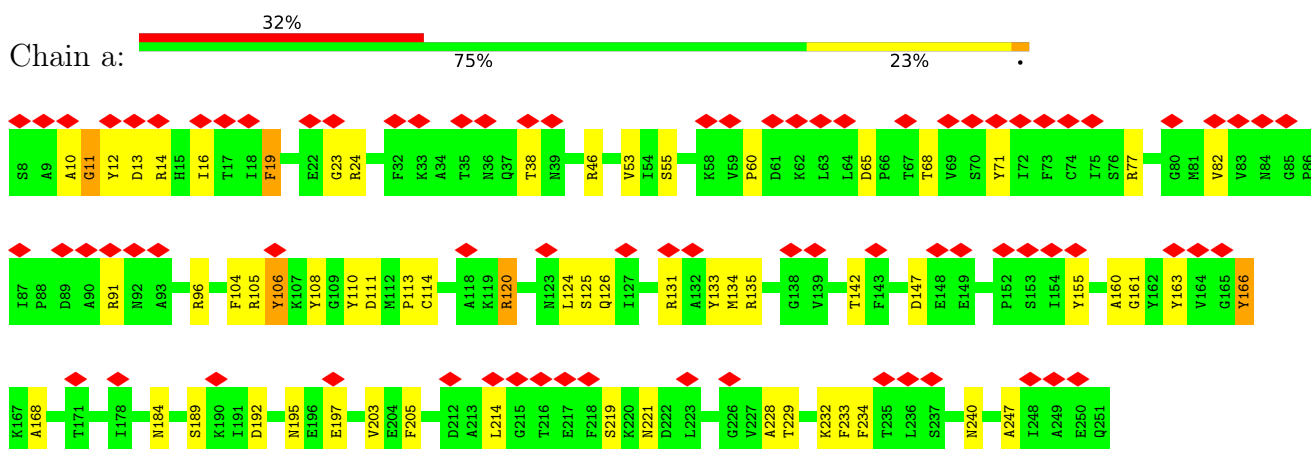 32%
Chain a:
75% 23% .
S8 A9 A10 G11 Y12 D13 R14 H15 I16 T17 I18 F19 E22 G23 R24 F32 K33 A34 T35 N36 Q37 T38 N39 R46 V53 I54 S55 K58 V59 P60 D61 K62 L63 L64 D65 P66 T67 T68 V69 S70 Y71 I72 F73 C74 I75 S76 R77 G80 M81 V82 V83 N84 G85 P86
I87 P88 D89 A90 R91 N92 A93 R96 F104 R105 Y106 K107 Y108 G109 Y110 D111 M112 P113 C114 A118 K119 R120 N123 L124 S125 Q126 I127 R131 A132 Y133 M134 R135 G138 V139 T142 F143 D147 E148 E149 P152 S153 I154 Y155 A160 G161 Y162 Y163 V164 G165 Y166
K167 A168 T171 I178 N184 S189 K190 I191 D192 N195 E196 E197 V203 E204 F205 D212 A213 L214 G215 T216 E217 F218 S219 K220 N221 D222 L223 G226 V227 A228 T229 K232 F233 F234 T235 L236 S237 N240 A247 I248 A249 E250 Q251